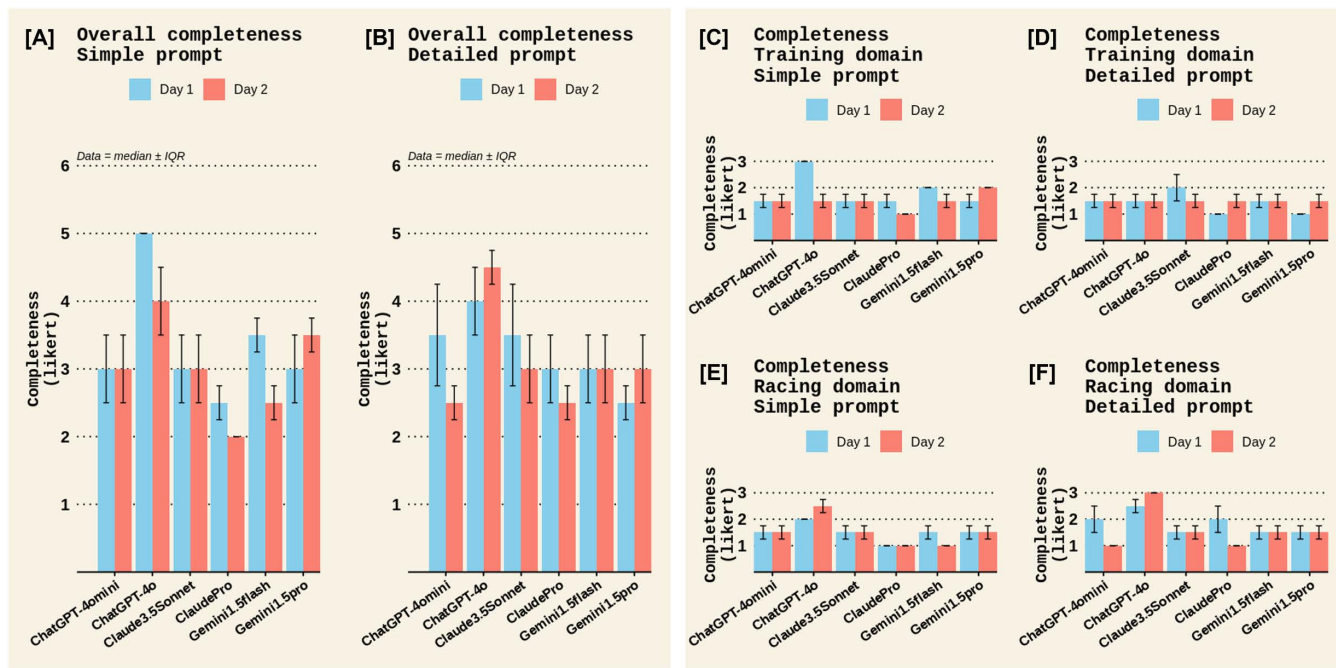 [A] Overall completeness
Simple prompt
Day 1 Day 2
Data = median ± IQR
6
5
4
3
2
1
Completeness
(likert)
ChatGPT-4omini
ChatGPT-4o
Claude3.5Sonnet
ClaudePro
Gemini1.5flash
Gemini1.5pro
[B] Overall completeness
Detailed prompt
Day 1 Day 2
Data = median ± IQR
6
5
4
3
2
1
Completeness
(likert)
ChatGPT-4omini
ChatGPT-4o
Claude3.5Sonnet
ClaudePro
Gemini1.5flash
Gemini1.5pro
[C] Completeness
Training domain
Simple prompt
Day 1 Day 2
3
2
1
Completeness
(likert)
ChatGPT-4omini
ChatGPT-4o
Claude3.5Sonnet
ClaudePro
Gemini1.5flash
Gemini1.5pro
[D] Completeness
Training domain
Detailed prompt
Day 1 Day 2
3
2
1
Completeness
(likert)
ChatGPT-4omini
ChatGPT-4o
Claude3.5Sonnet
ClaudePro
Gemini1.5flash
Gemini1.5pro
[E] Completeness
Racing domain
Simple prompt
Day 1 Day 2
3
2
1
Completeness
(likert)
ChatGPT-4omini
ChatGPT-4o
Claude3.5Sonnet
ClaudePro
Gemini1.5flash
Gemini1.5pro
[F] Completeness
Racing domain
Detailed prompt
Day 1 Day 2
3
2
1
Completeness
(likert)
ChatGPT-4omini
ChatGPT-4o
Claude3.5Sonnet
ClaudePro
Gemini1.5flash
Gemini1.5pro